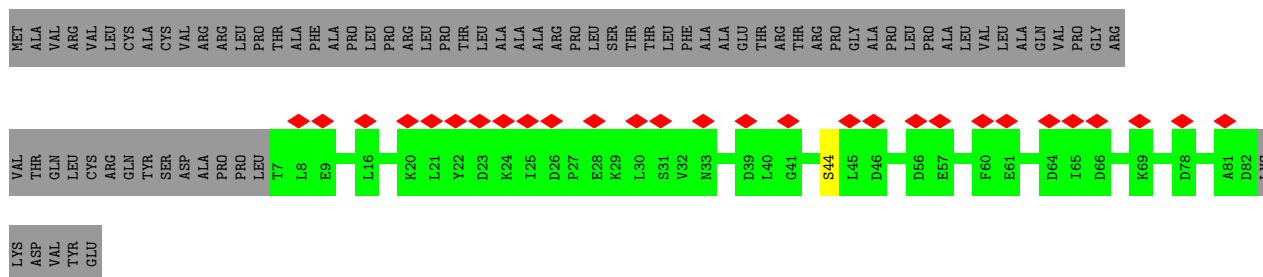 MET ALA VAL ARG VAL LEU CYS ALA CYS VAL ARG ARG LEU PRO THR ALA PHE ALA PRO LEU PRO ARG LEU PRO THR LEU ALA ALA ALA ARG PRO LEU SER THR THR LEU PHE ALA ALA GLU THR ARG THR ARG PRO GLY ALA PRO LEU PRO ALA LEU VAL LEU ALA GLN VAL PRO GLY ARG
VAL THR GLN LEU CYS ARG GLN TYR SER ASP ALA PRO PRO LEU T7 L8 E9 L16 K20 L21 Y22 D23 K24 I25 D26 P27 E28 K29 L30 S31 V32 N33 D39 L40 G41 S44 L45 D46 D56 E57 F60 E61 D64 I65 D66 K69 D78 A81 D82
LYS ASP VAL TYR GLU